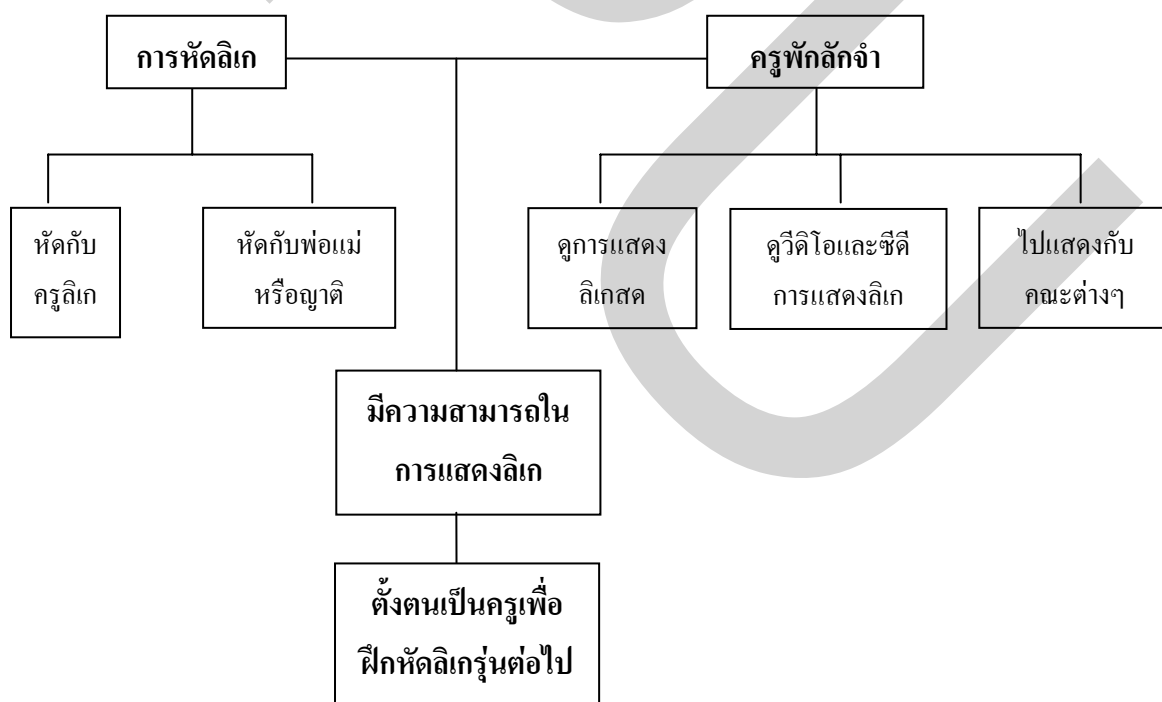 การหัดลิเก
ครูพักลักจำ
หัดกับ
ครูลิเก
หัดกับพ่อแม่
หรือญาติ
ดูการแสดง
ลิเกสด
ดูวีดิโอและซีดี
การแสดงลิเก
ไปแสดงกับ
คณะต่างๆ
มีความสามารถใน
การแสดงลิเก
ตั้งตนเป็นครูเพื่อ
ฝึกหัดลิเกรุ่นต่อไป